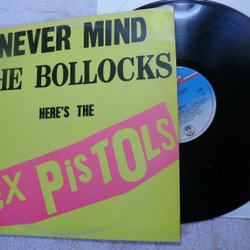 NEVER MIND
HE BOLLOCKS
HERE'S THE
eX PiSTOLS